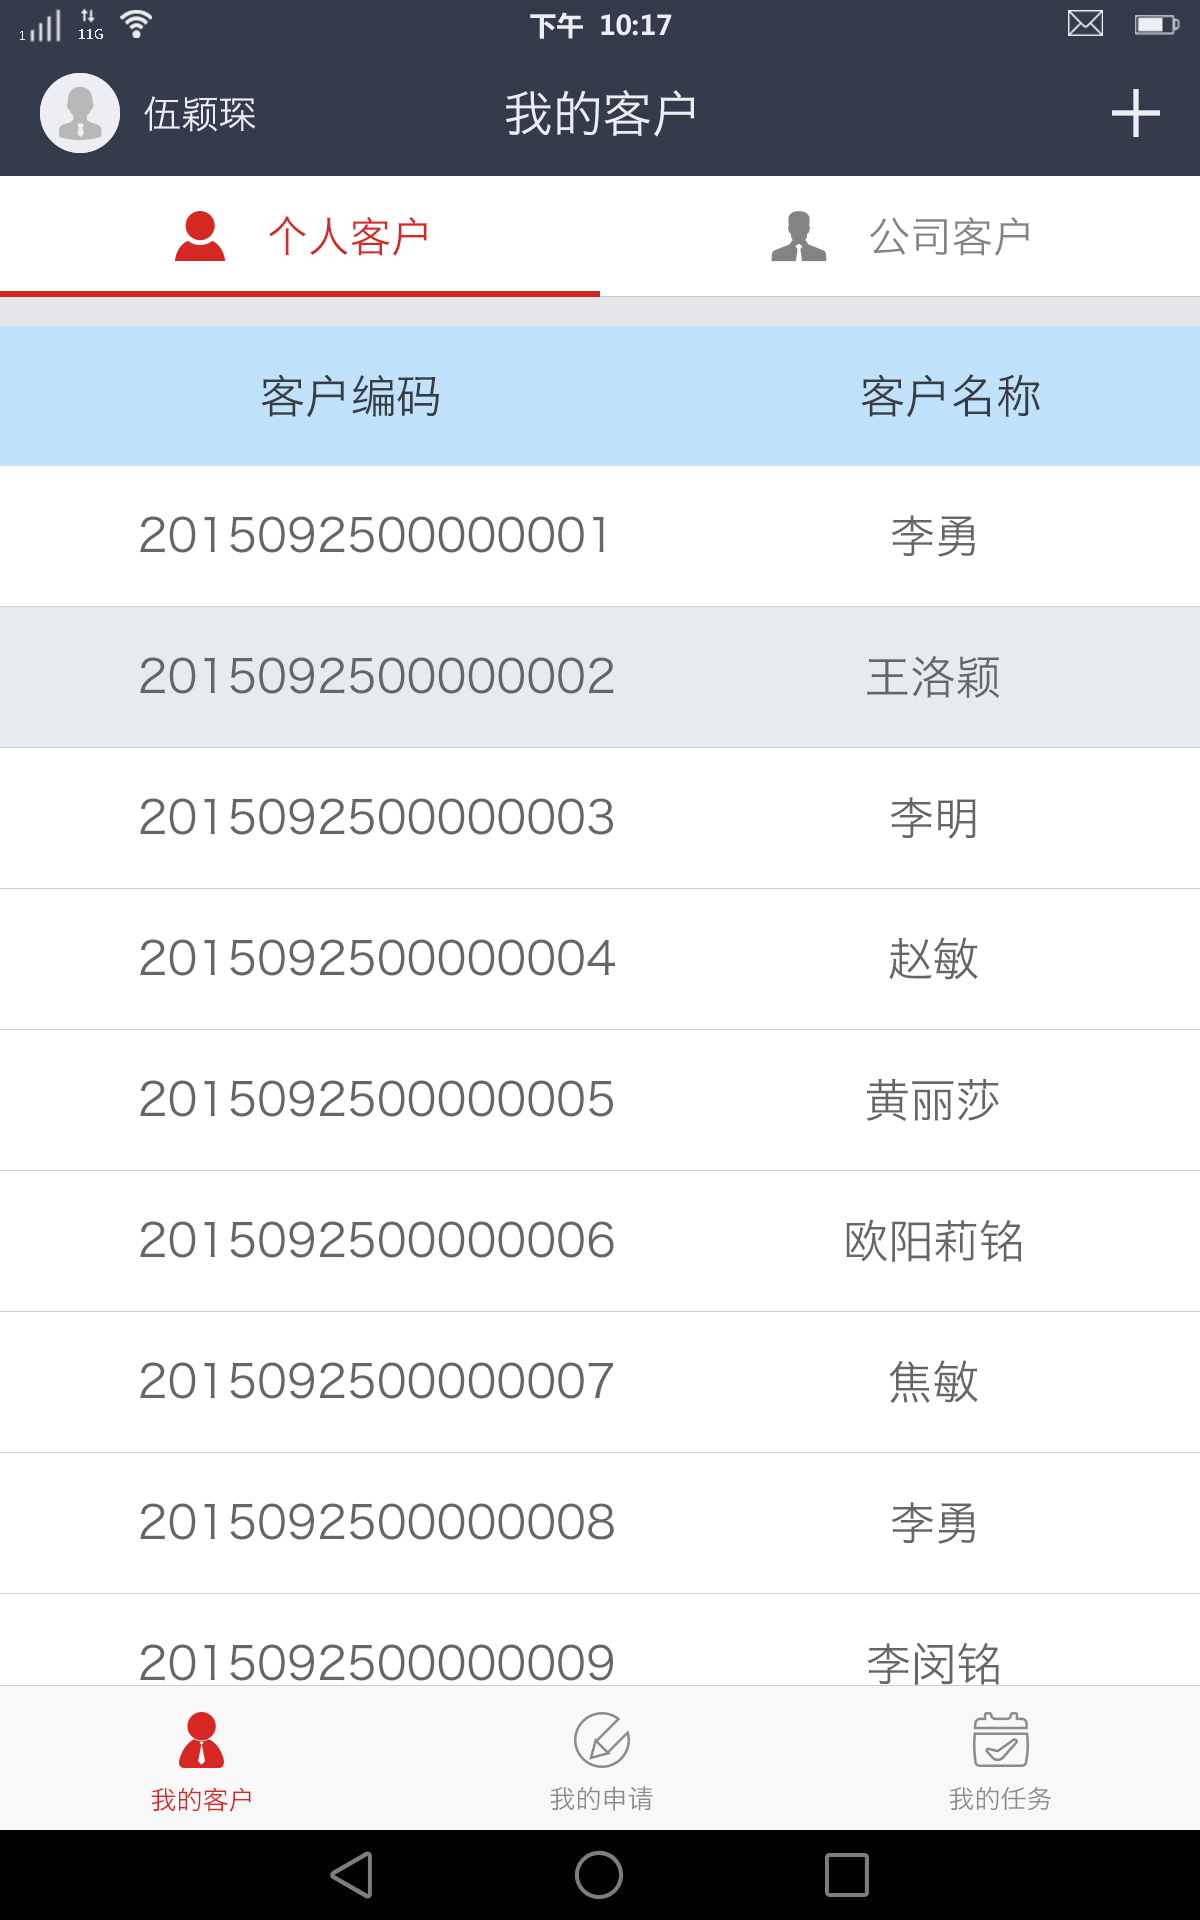 1 11G 下午 10:17
伍颖琛 我的客户
个人客户 公司客户
客户编码 客户名称
2015092500000001 李勇
2015092500000002 王洛颖
2015092500000003 李明
2015092500000004 赵敏
2015092500000005 黄丽莎
2015092500000006 欧阳莉铭
2015092500000007 焦敏
2015092500000008 李勇
2015092500000009 李闵铭
我的客户 我的申请 我的任务